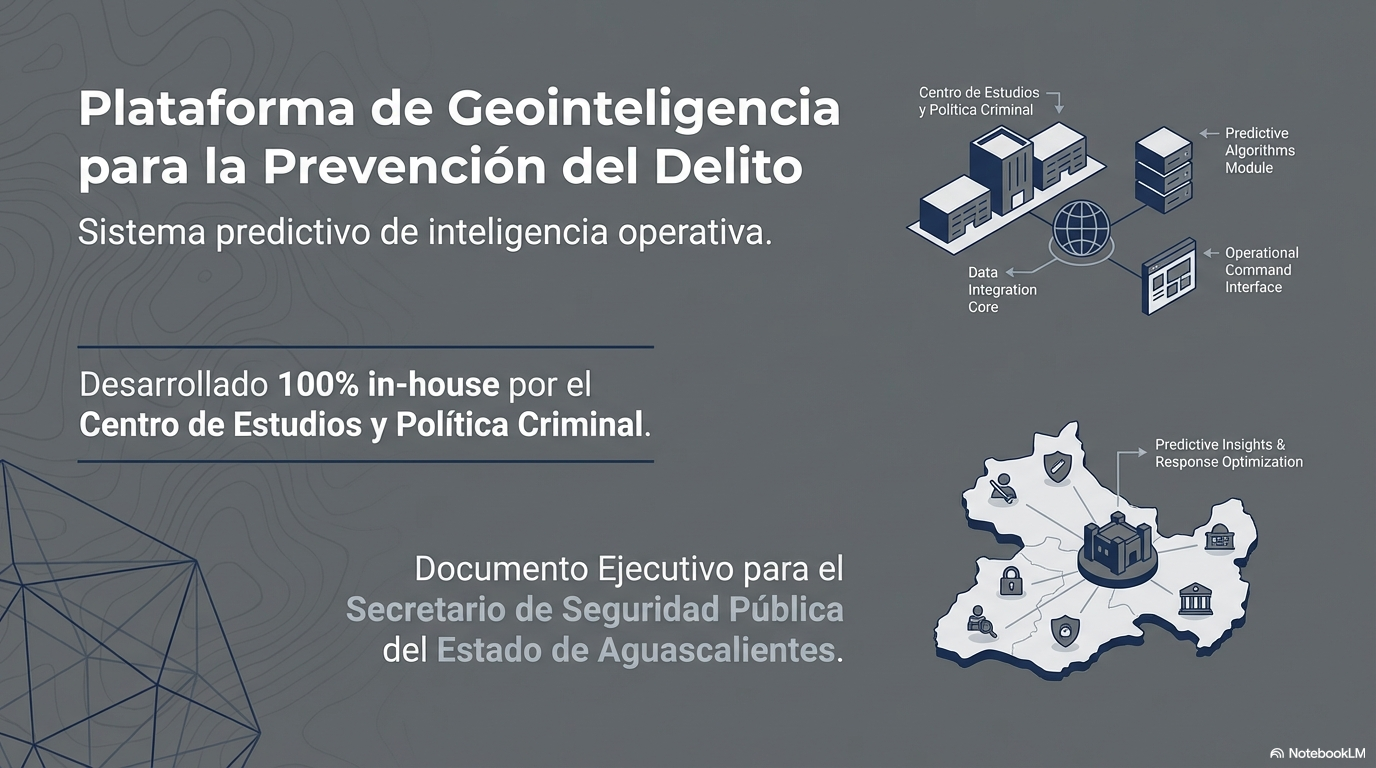 Plataforma de Geointeligencia
para la Prevención del Delito
Sistema predictivo de inteligencia operativa.
Desarrollado 100% in-house por el
Centro de Estudios y Política Criminal.
Documento Ejecutivo para el
Secretario de Seguridad Pública
del Estado de Aguascalientes.
Centro de Estudios
y Política Criminal
Predictive
Algorithms
Module
Data
Integration
Core
Operational
Command
Interface
Predictive Insights &
Response Optimization
NotebookLM